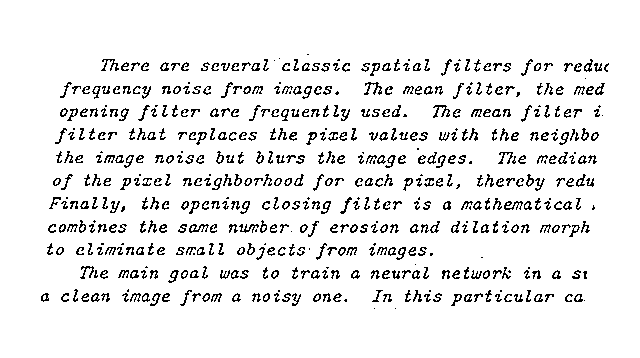 There are several classic spatial filters for reduc
frequency noise from images. The mean filter, the med
opening filter are frequently used. The mean filter i
filter that replaces the pixel values with the neighbo
the image noise but blurs the image edges. The median
of the pixel neighborhood for each pixel, thereby redu
Finally, the opening closing filter is a mathematical
combines the same number of erosion and dilation morph
to eliminate small objects from images.
The main goal was to train a neural network in a st
a clean image from a noisy one. In this particular ca